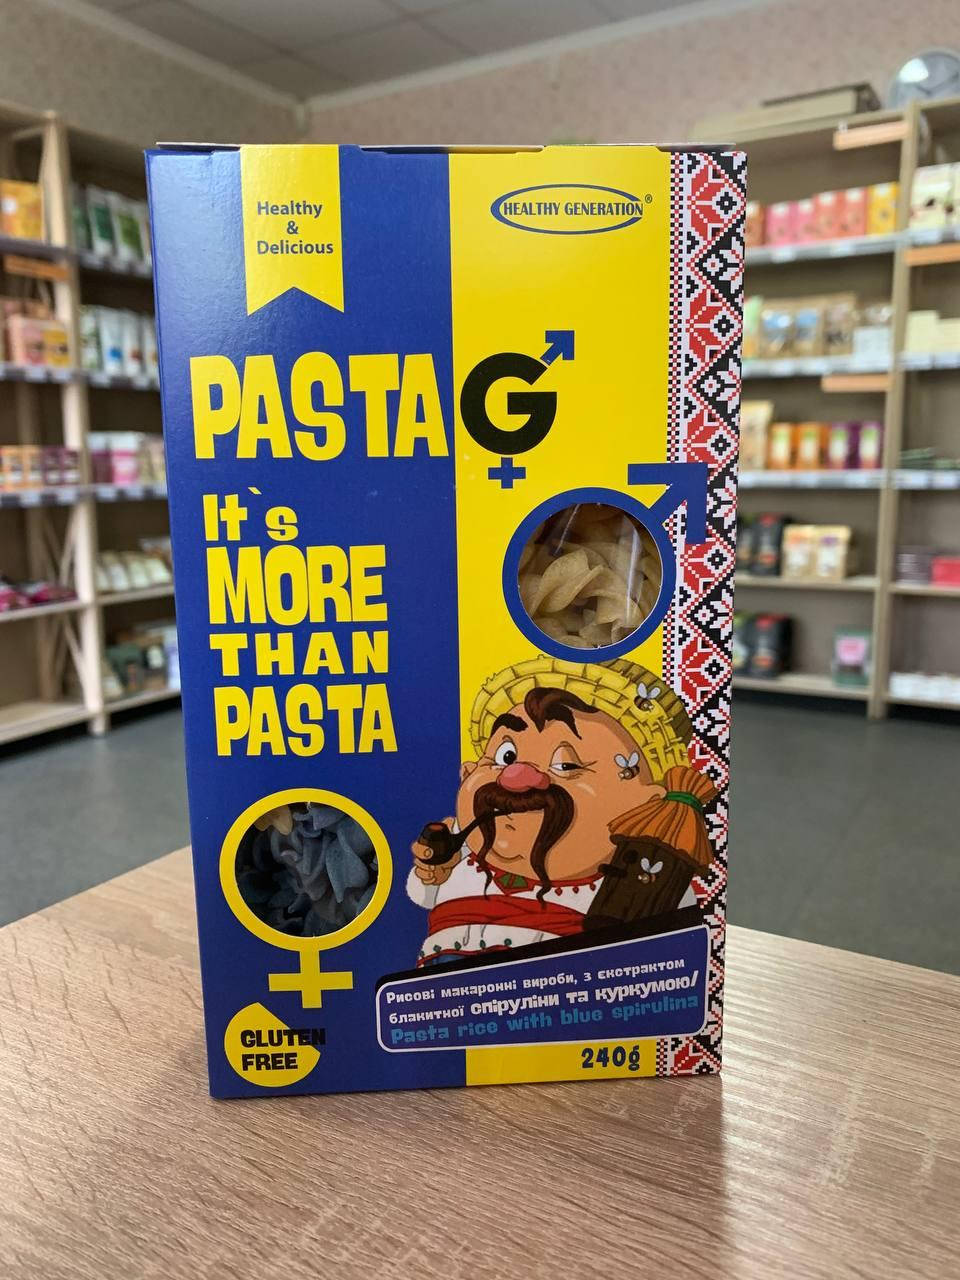 Healthy
&
Delicious
HEALTHY GENERATION®
PASTA G
It`s
MORE
THAN
PASTA
Рисові макаронні вироби, з екстрактом
блакитної спіруліни та куркумою/
Pasta rice with blue spirulina
GLUTEN
FREE
240g